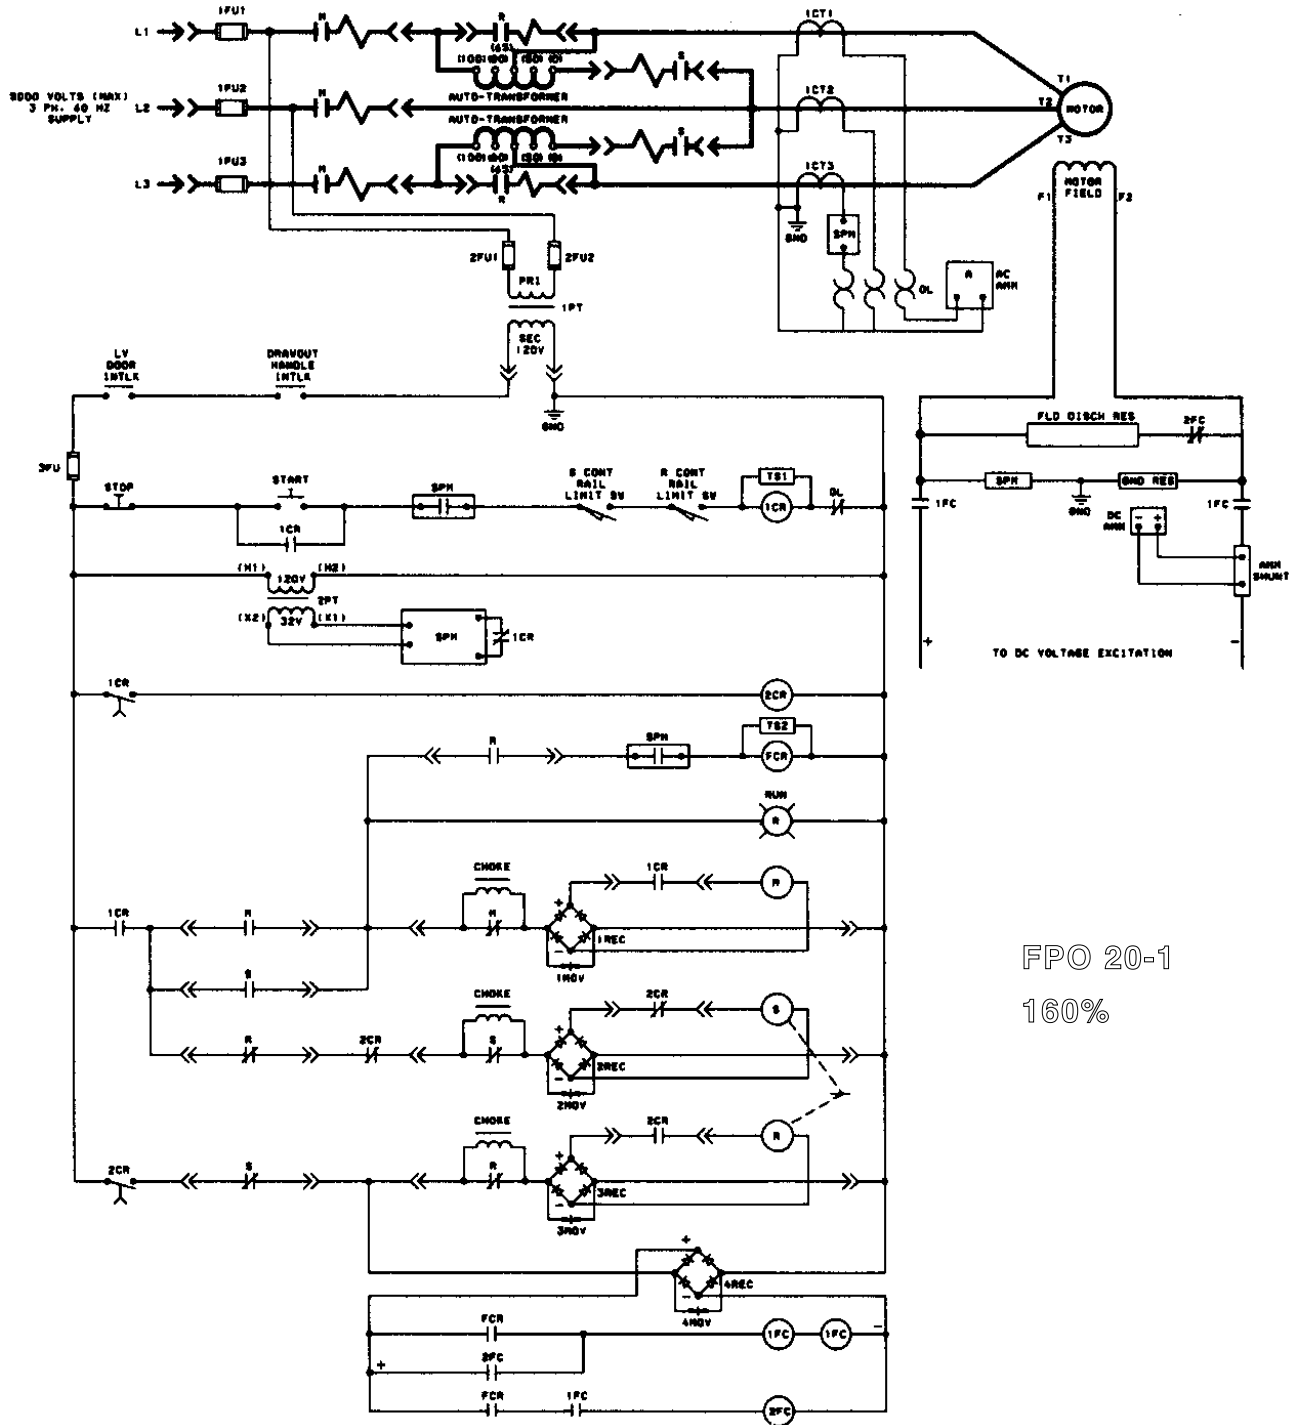 1FU1
M
R
1CT1
L1
(65)
(100)(80) (50)(0)
S
AUTO-TRANSFORMER
T1
3 PH. 60 HZ
SUPPLY
1FU2
L2
M
1CT2
T2
MOTOR
AUTO-TRANSFORMER
S
T3
1FU3
L3
M
(100)(80) (50)(0)
(65)
R
1CT3
MOTOR
FIELD
F1
F2
GND
SPM
2FU1
2FU2
PRI
1PT
SEC
120V
OL
A
AC
AMM
LV
DOOR
INTLK
DRAWOUT
HANDLE
INTLK
GND
FLD DISCH RES
2FC
3FU
STOP
START
SPM
S CONT
RAIL
LIMIT SW
R CONT
RAIL
LIMIT SW
TS1
1CR
OL
1CR
SPM
GND
GND RES
1FC
1FC
DC
AMM
- +
AMM
SHUNT
(H1) 120V (H2)
2PT
(X2) 32V (X1)
SPM
1CR
+
-
TO DC VOLTAGE EXCITATION
1CR
2CR
R
SPM
TS2
FCR
RUN
R
CHOKE
1CR
M
1CR
M
M
+
-
1REC
1MOV
S
CHOKE
2CR
S
R
2CR
S
+
-
2REC
2MOV
CHOKE
2CR
R
2CR
S
R
+
-
3REC
3MOV
+
-
4REC
4MOV
FCR
1FC
1FC
-
+
2FC
FCR
1FC
2FC
FPO 20-1
160%